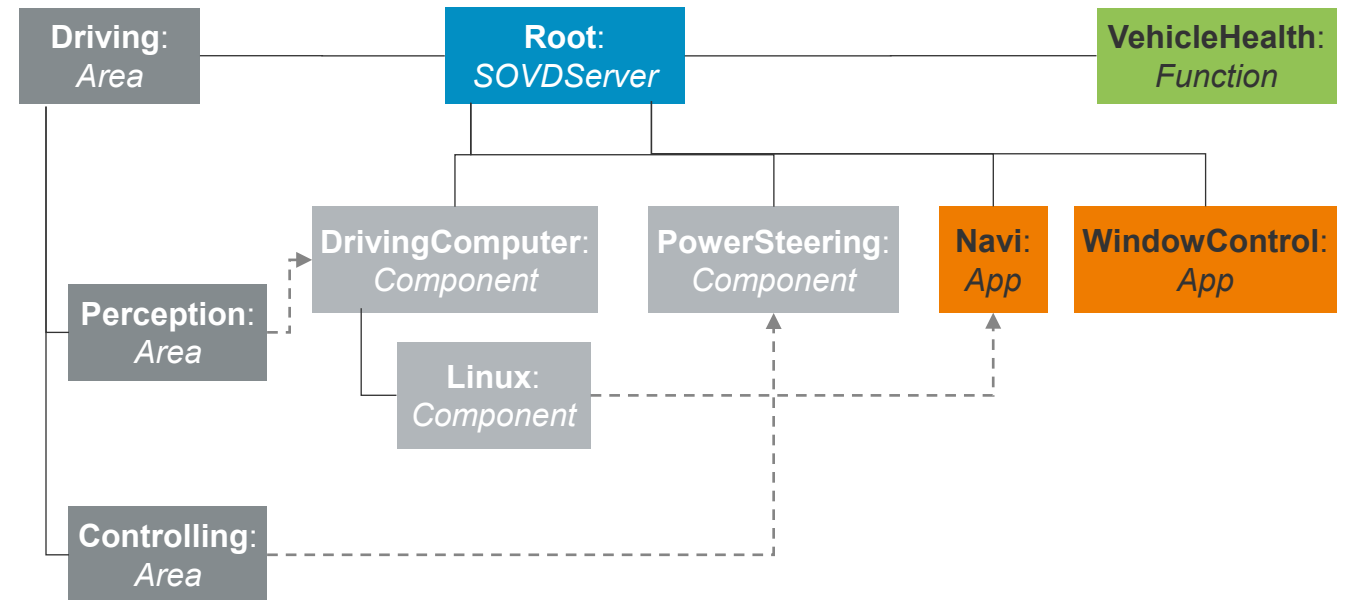 Driving:
Area
Root:
SOVDServer
VehicleHealth:
Function
DrivingComputer:
Component
PowerSteering:
Component
Navi:
App
WindowControl:
App
Perception:
Area
Linux:
Component
Controlling:
Area